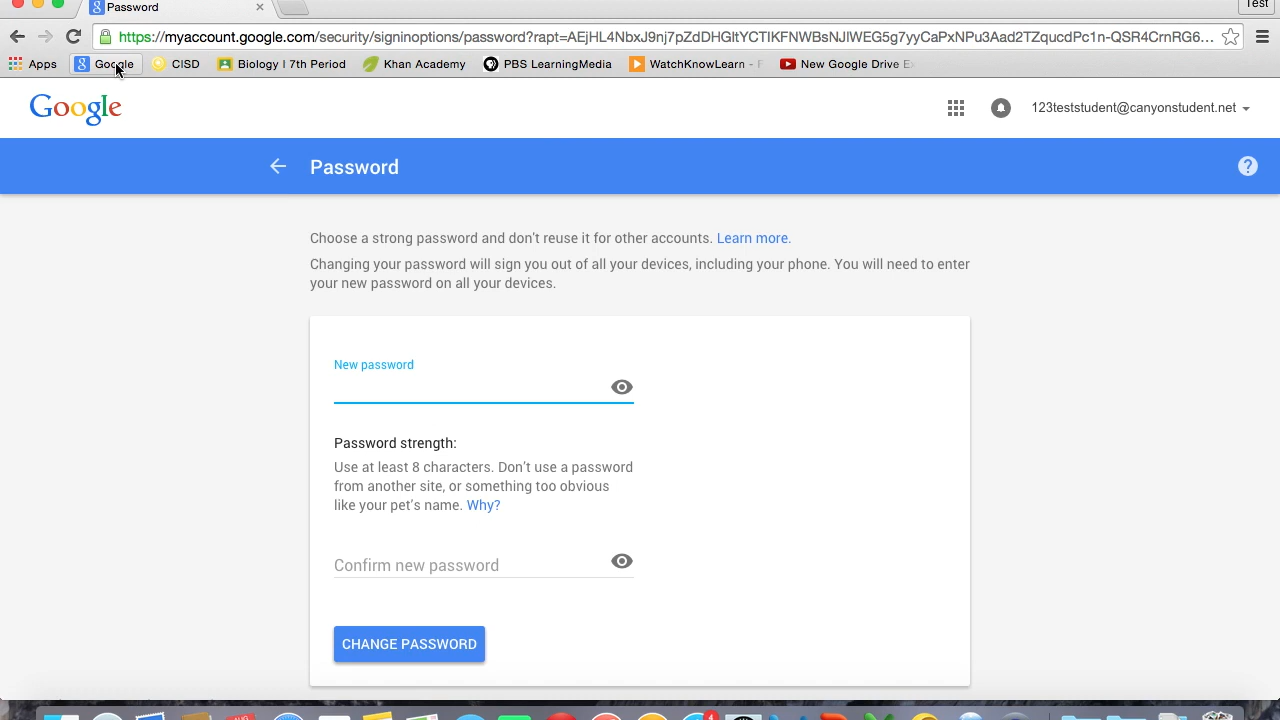 Password
Test
https://myaccount.google.com/security/signinoptions/password?rapt=AEjHL4NbxJ9nj7pZdDHGltYCTIKFNWBsNJlWEG5g7yyCaPxNPu3Aad2TZqucdPc1n-QSR4CrnRG6...
Apps Google CISD Biology I 7th Period Khan Academy PBS LearningMedia WatchKnowLearn - F New Google Drive Ex
Google 123teststudent@canyonstudent.net
Password
Choose a strong password and don't reuse it for other accounts. Learn more.
Changing your password will sign you out of all your devices, including your phone. You will need to enter
your new password on all your devices.
New password
Password strength:
Use at least 8 characters. Don't use a password
from another site, or something too obvious
like your pet's name. Why?
Confirm new password
CHANGE PASSWORD